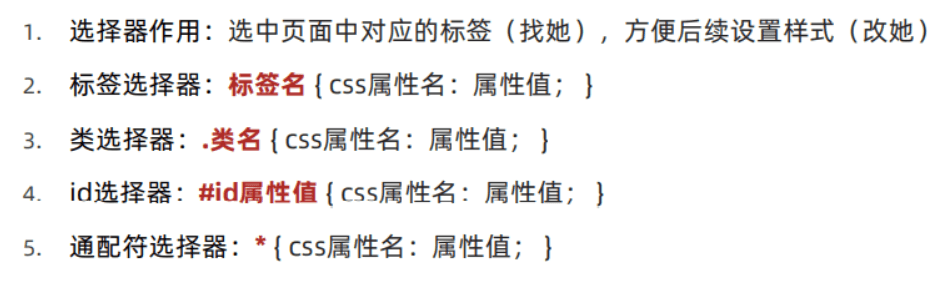 1. 选择器作用：选中页面中对应的标签（找她），方便后续设置样式（改她）
2. 标签选择器：标签名 { css属性名：属性值； }
3. 类选择器：.类名 { css属性名：属性值； }
4. id选择器：#id属性值 { css属性名：属性值； }
5. 通配符选择器：* { css属性名：属性值； }